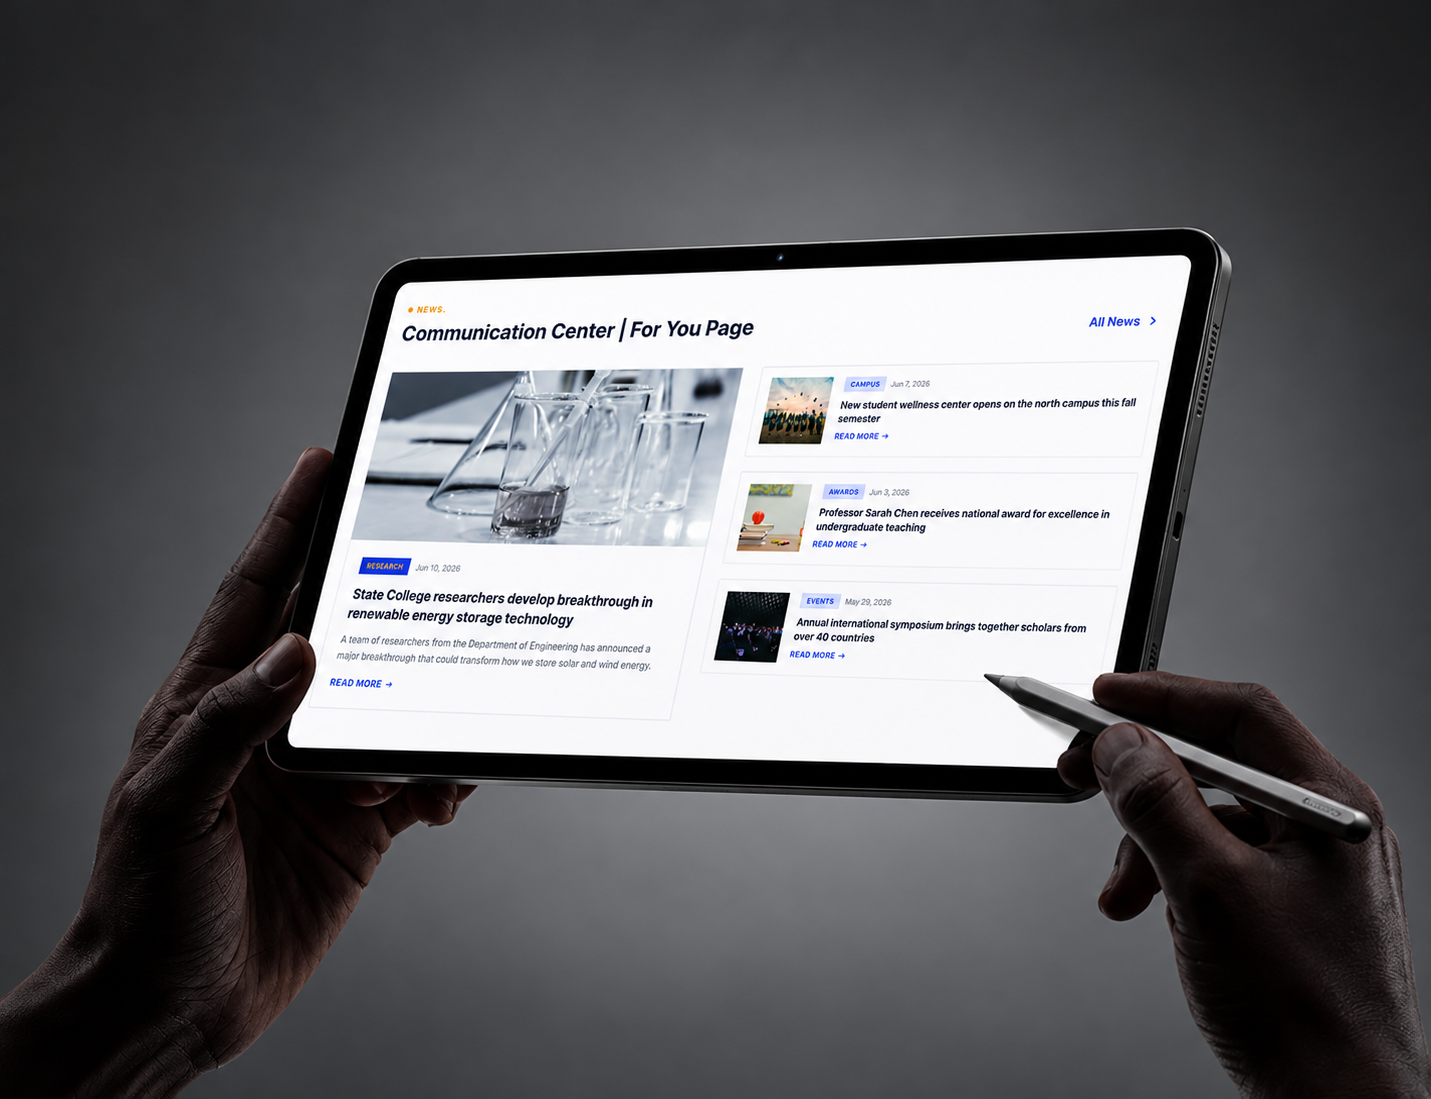 NEWS.
Communication Center | For You Page
All News
RESEARCH Jun 10, 2026
State College researchers develop breakthrough in
renewable energy storage technology
A team of researchers from the Department of Engineering has announced a
major breakthrough that could transform how we store solar and wind energy.
READ MORE →
CAMPUS Jun 7, 2026
New student wellness center opens on the north campus this fall
semester
READ MORE →
AWARDS Jun 3, 2026
Professor Sarah Chen receives national award for excellence in
undergraduate teaching
READ MORE →
EVENTS May 29, 2026
Annual international symposium brings together scholars from
over 40 countries
READ MORE →